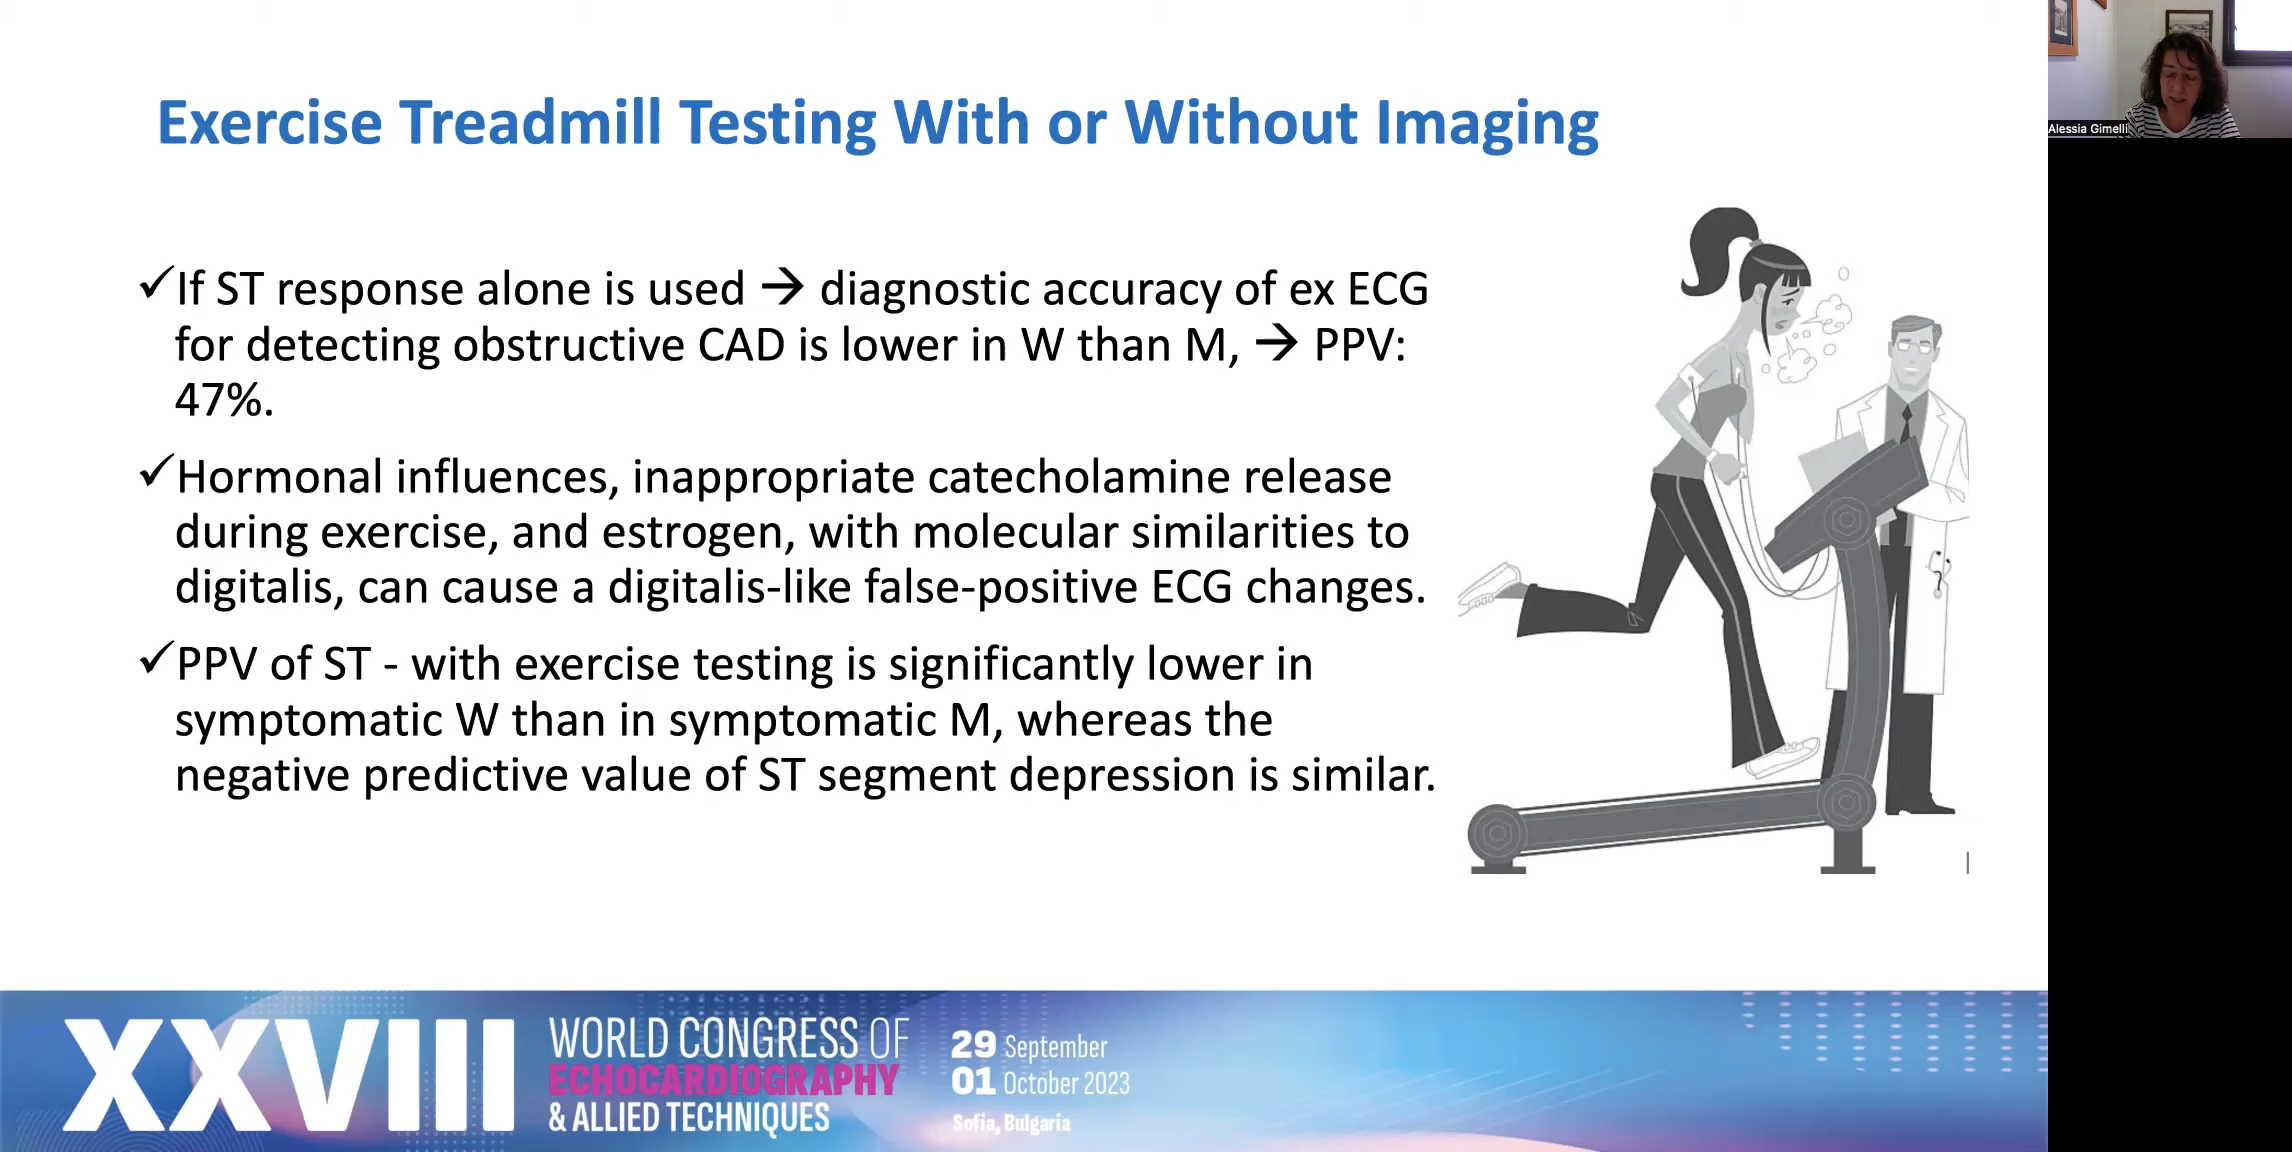 Exercise Treadmill Testing With or Without Imaging
✓If ST response alone is used → diagnostic accuracy of ex ECG
for detecting obstructive CAD is lower in W than M, → PPV:
47%.
✓Hormonal influences, inappropriate catecholamine release
during exercise, and estrogen, with molecular similarities to
digitalis, can cause a digitalis-like false-positive ECG changes.
✓PPV of ST - with exercise testing is significantly lower in
symptomatic W than in symptomatic M, whereas the
negative predictive value of ST segment depression is similar.
Alessia Gimelli
XXVIII
WORLD CONGRESS OF
ECHOCARDIOGRAPHY
& ALLIED TECHNIQUES
29 September
01 October 2023
Sofia, Bulgaria